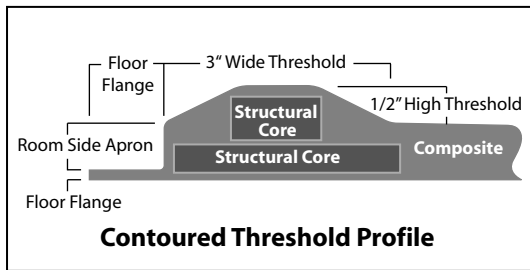 Floor
Flange
3“ Wide Threshold
1/2” High Threshold
Structural
Core
Room Side Apron
Structural Core
Composite
Floor Flange
Contoured Threshold Profile